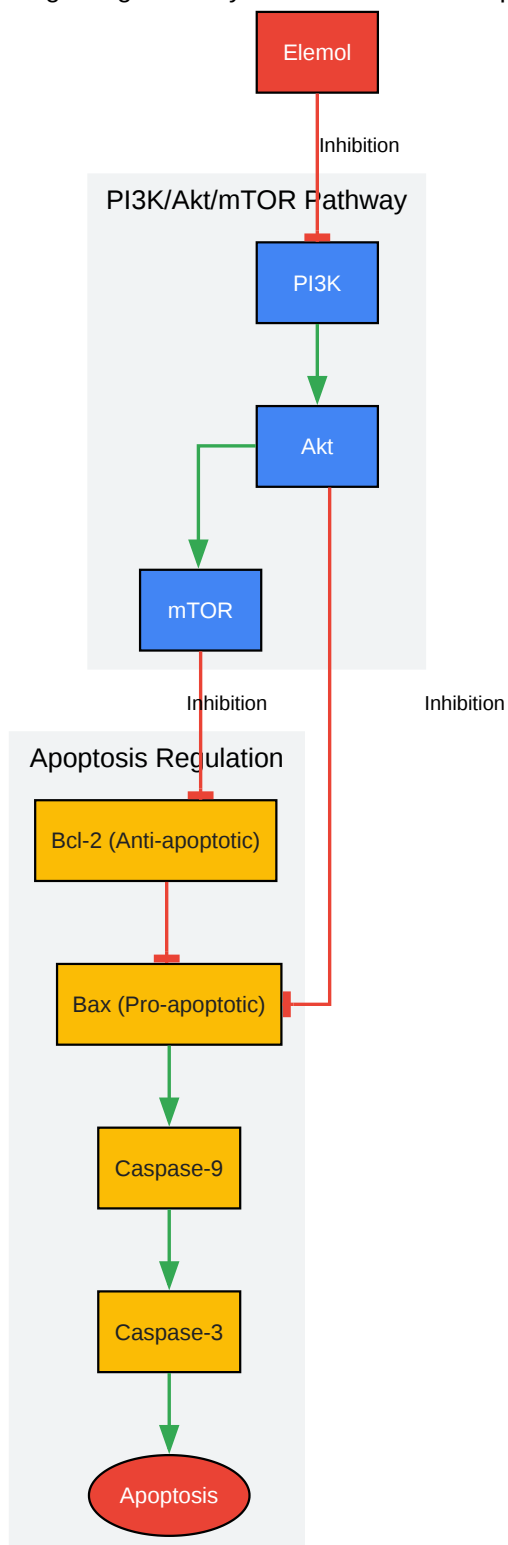 Elemol
Inhibition
PI3K/Akt/mTOR Pathway
PI3K
Akt
mTOR
Inhibition
Inhibition
Apoptosis Regulation
Bcl-2 (Anti-apoptotic)
Bax (Pro-apoptotic)
Caspase-9
Caspase-3
Apoptosis